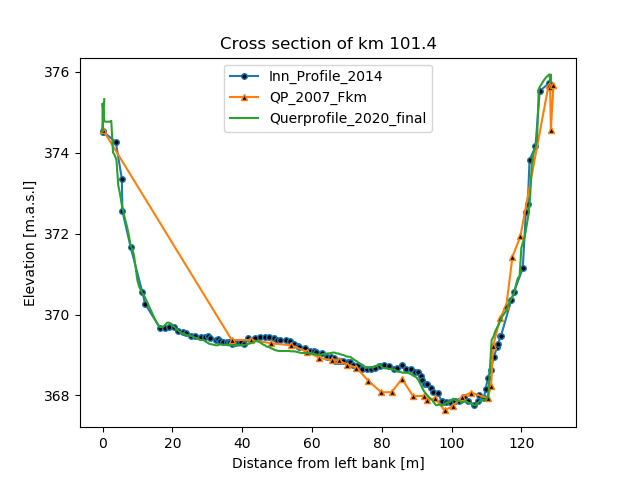 Cross section of km 101.4
Inn_Profile_2014
QP_2007_Fkm
Querprofile_2020_final
Elevation [m.a.s.l]
376
374
372
370
368
0 20 40 60 80 100 120
Distance from left bank [m]